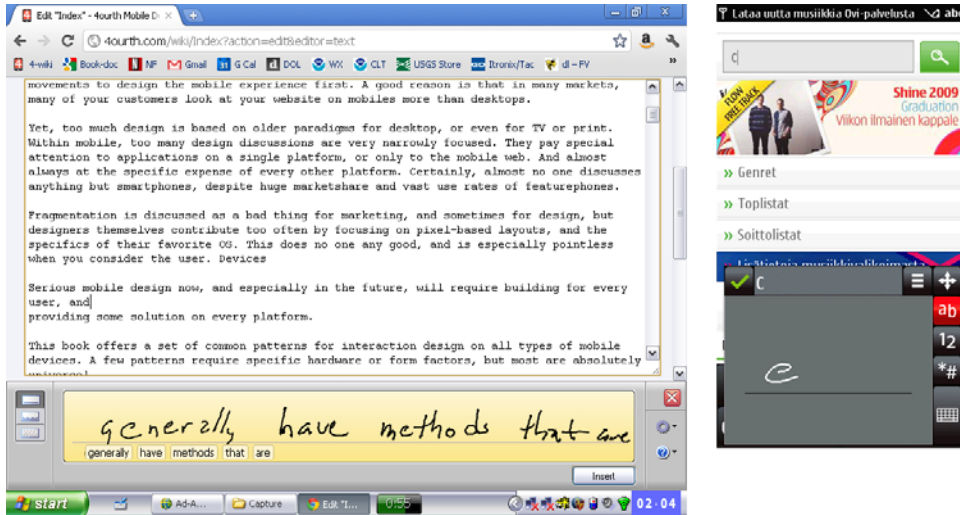 Edit "Index" - 4ourth Mobile D
4ourth.com/wiki/Index?action=edit&editor=text
4-wiki Book-doc NF Gmail G Cal DOL WX CLT USGS Store Itronix/Tac dl - FV »
movements to design the mobile experience first. A good reason is that in many markets,
many of your customers look at your website on mobiles more than desktops.
Yet, too much design is based on older paradigms for desktop, or even for TV or print.
Within mobile, too many design discussions are very narrowly focused. They pay special
attention to applications on a single platform, or only to the mobile web. And almost
always at the specific expense of every other platform. Certainly, almost no one discusses
anything but smartphones, despite huge marketshare and vast use rates of featurephones.
Fragmentation is discussed as a bad thing for marketing, and sometimes for design, but
designers themselves contribute too often by focusing on pixel-based layouts, and the
specifics of their favorite OS. This does no one any good, and is especially pointless
when you consider the user. Devices
Serious mobile design now, and especially in the future, will require building for every
user, and
providing some solution on every platform.
This book offers a set of common patterns for interaction design on all types of mobile
devices. A few patterns require specific hardware or form factors, but most are absolutely
generally have methods that are
generally have methods that are
Insert
start Ad-A... Capture Edit "I... 0:55 02:04
Lataa uutta musiikkia Ovi-palvelusta abc
c
FLOW
FREE TRACK
Shine 2009
Graduation
Viikon ilmainen kappale
» Genret
» Toplistat
» Soittolistat
» Lisätietoja musiikkivalikoimasta
C
ab
12
*#
e